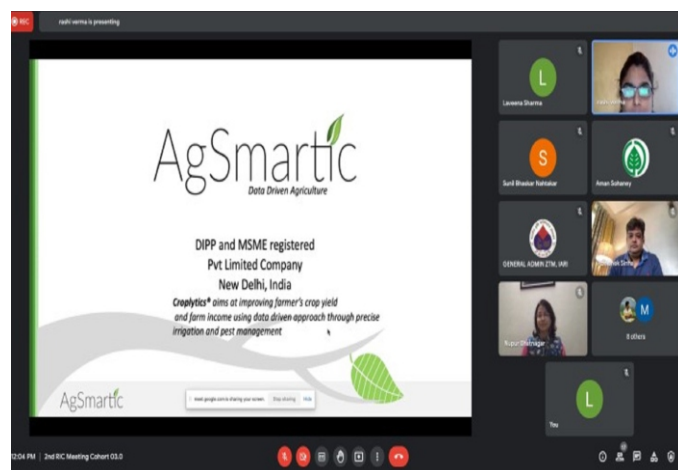 REC
rashi verma is presenting
AgSmartic
Data Driven Agriculture
DIPP and MSME registered
Pvt Limited Company
New Delhi, India
Croplytics® aims at improving farmer's crop yield
and farm income using data driven approach through precise
irrigation and pest management
AgSmartic
meet.google.com is sharing your screen.
Stop sharing
Hide
L
Laveena Sharma
S
Sunil Bhaskar Nahtakar
Aman Sohaney
GENERAL ADMIN ZTM, IARI
Nupur Bhatnagar
M
8 others
L
You
12:04 PM | 2nd RIC Meeting Cohort 03.0